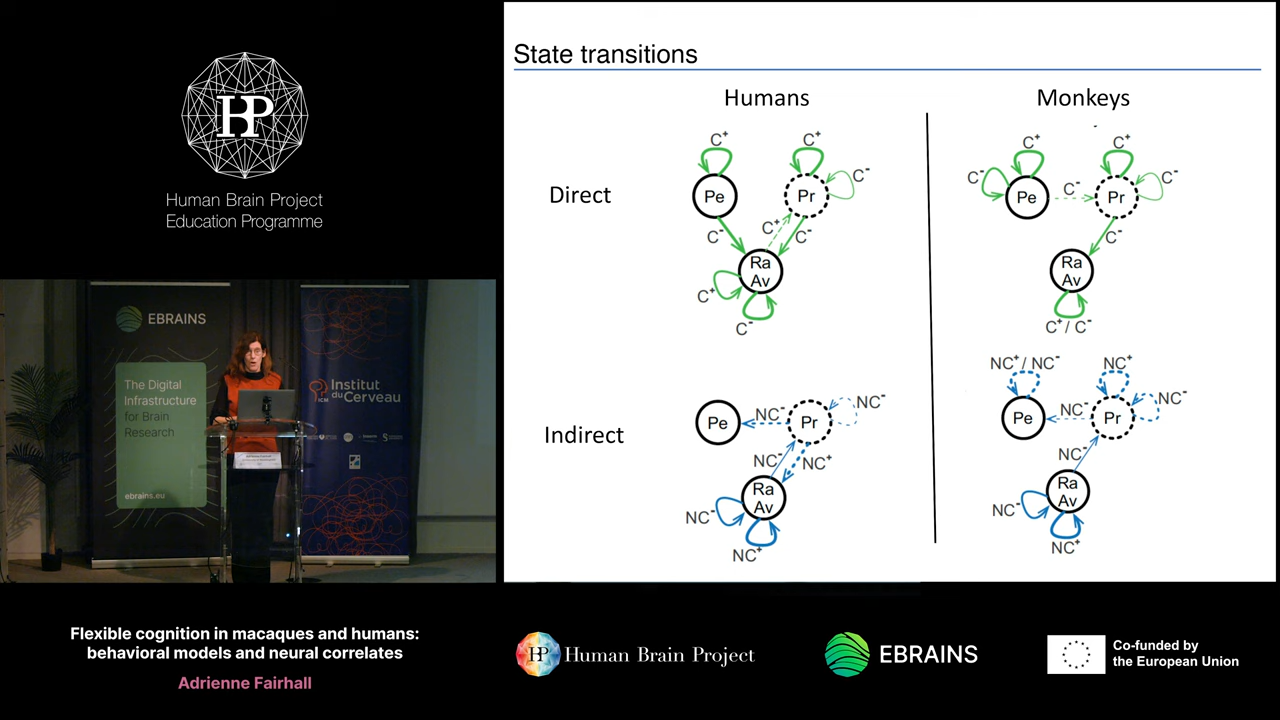 HP
Human Brain Project
Education Programme
EBRAINS
The Digital
Infrastructure
for Brain
Research
ebrains.eu
ICM
Institut
du Cerveau
State transitions
Humans
Monkeys
Direct
C⁺
C⁺
C⁻
Pe
Pr
C⁻
C⁺
C⁻
Ra
Av
C⁺
C⁻
C⁺
C⁺
C⁻
C⁻
C⁻
Pe
Pr
C⁻
Ra
Av
C⁺ / C⁻
Indirect
Pe
NC⁻
Pr
NC⁻
NC⁻
NC⁺
Ra
Av
NC⁻
NC⁺
NC⁺ / NC⁻
NC⁺
NC⁻
NC⁻
Pe
Pr
NC⁻
Ra
Av
NC⁻
NC⁺
Flexible cognition in macaques and humans:
behavioral models and neural correlates
Adrienne Fairhall
HP Human Brain Project
EBRAINS
Co-funded by
the European Union